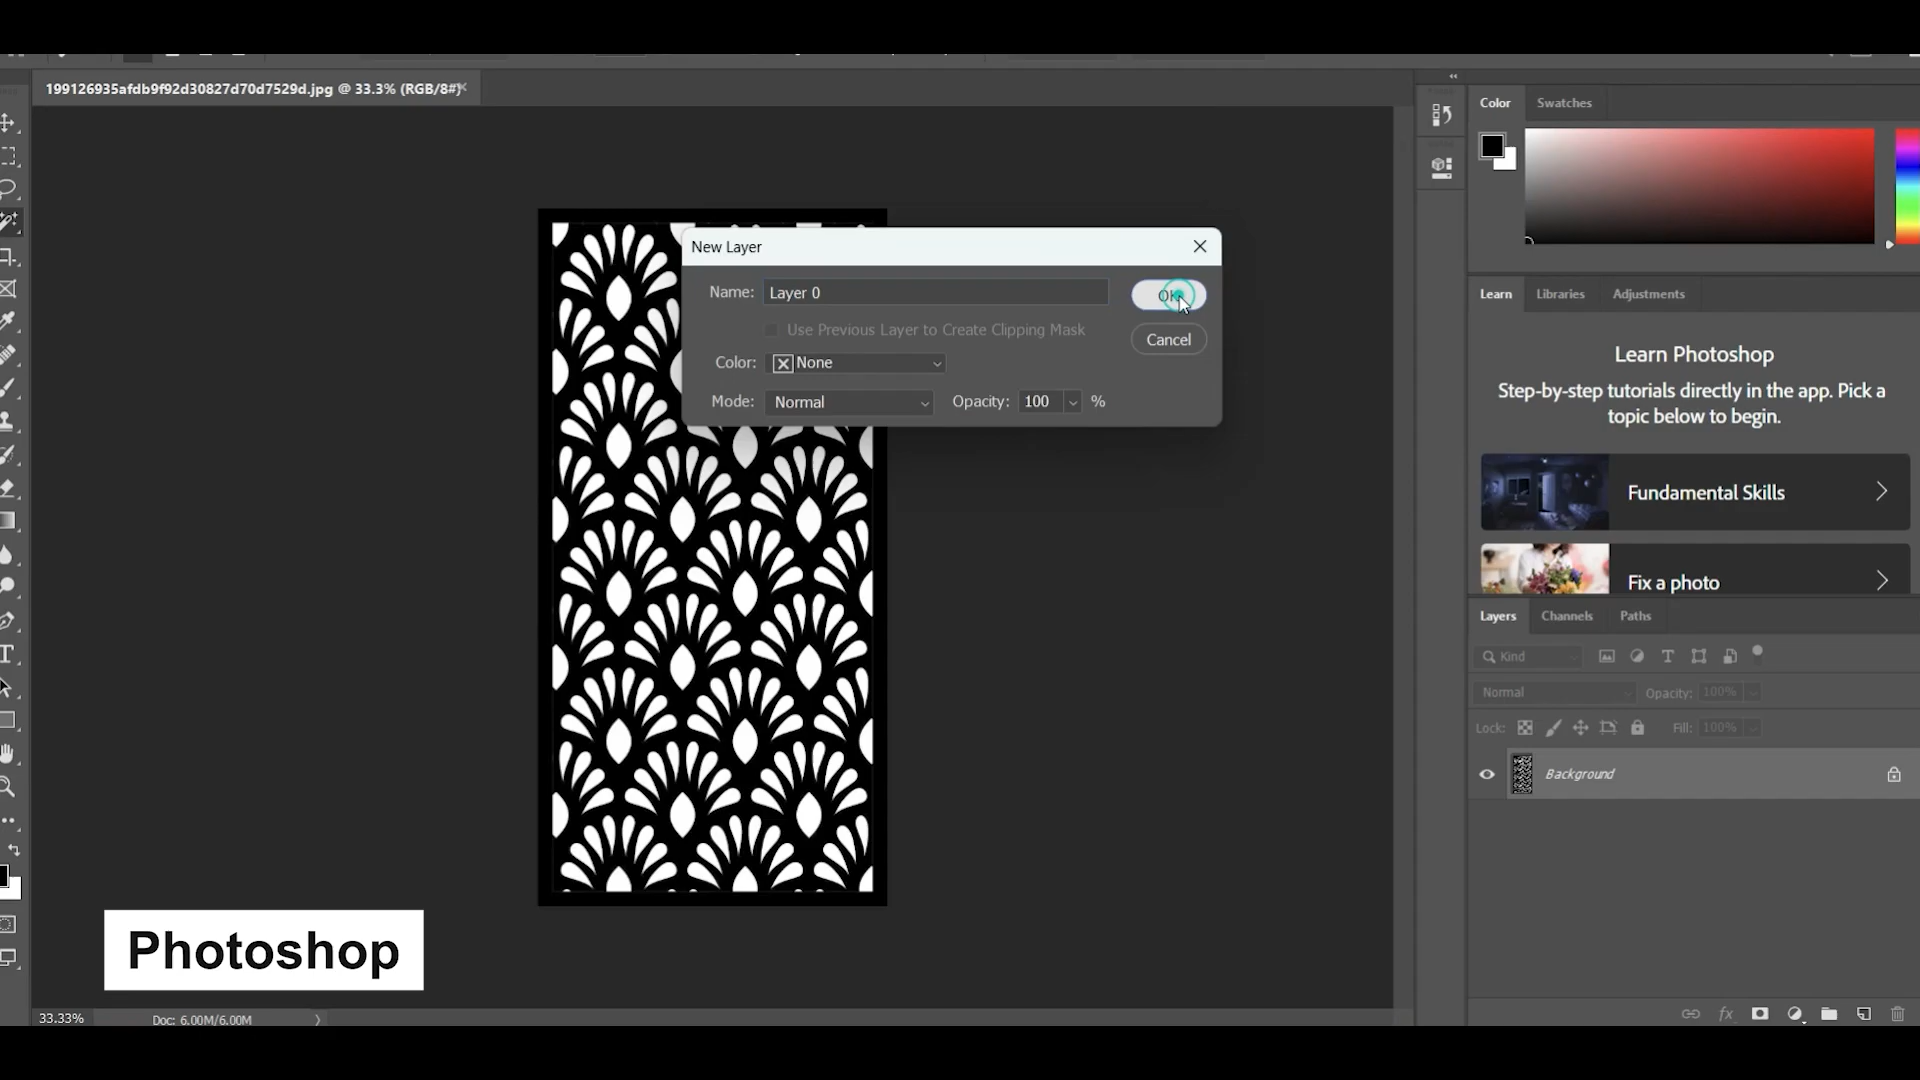 199126935afdb9f92d30827d70d7529d.jpg @ 33.3% (RGB/8#)
Color
Swatches
New Layer
Name: Layer 0
OK
Use Previous Layer to Create Clipping Mask
Cancel
Color: None
Mode: Normal
Opacity: 100 %
Learn
Libraries
Adjustments
Learn Photoshop
Step-by-step tutorials directly in the app. Pick a
topic below to begin.
Fundamental Skills
Fix a photo
Layers
Channels
Paths
Kind
Normal
Opacity: 100%
Lock:
Fill: 100%
Background
Photoshop
33.33%
Doc: 6.00M/6.00M